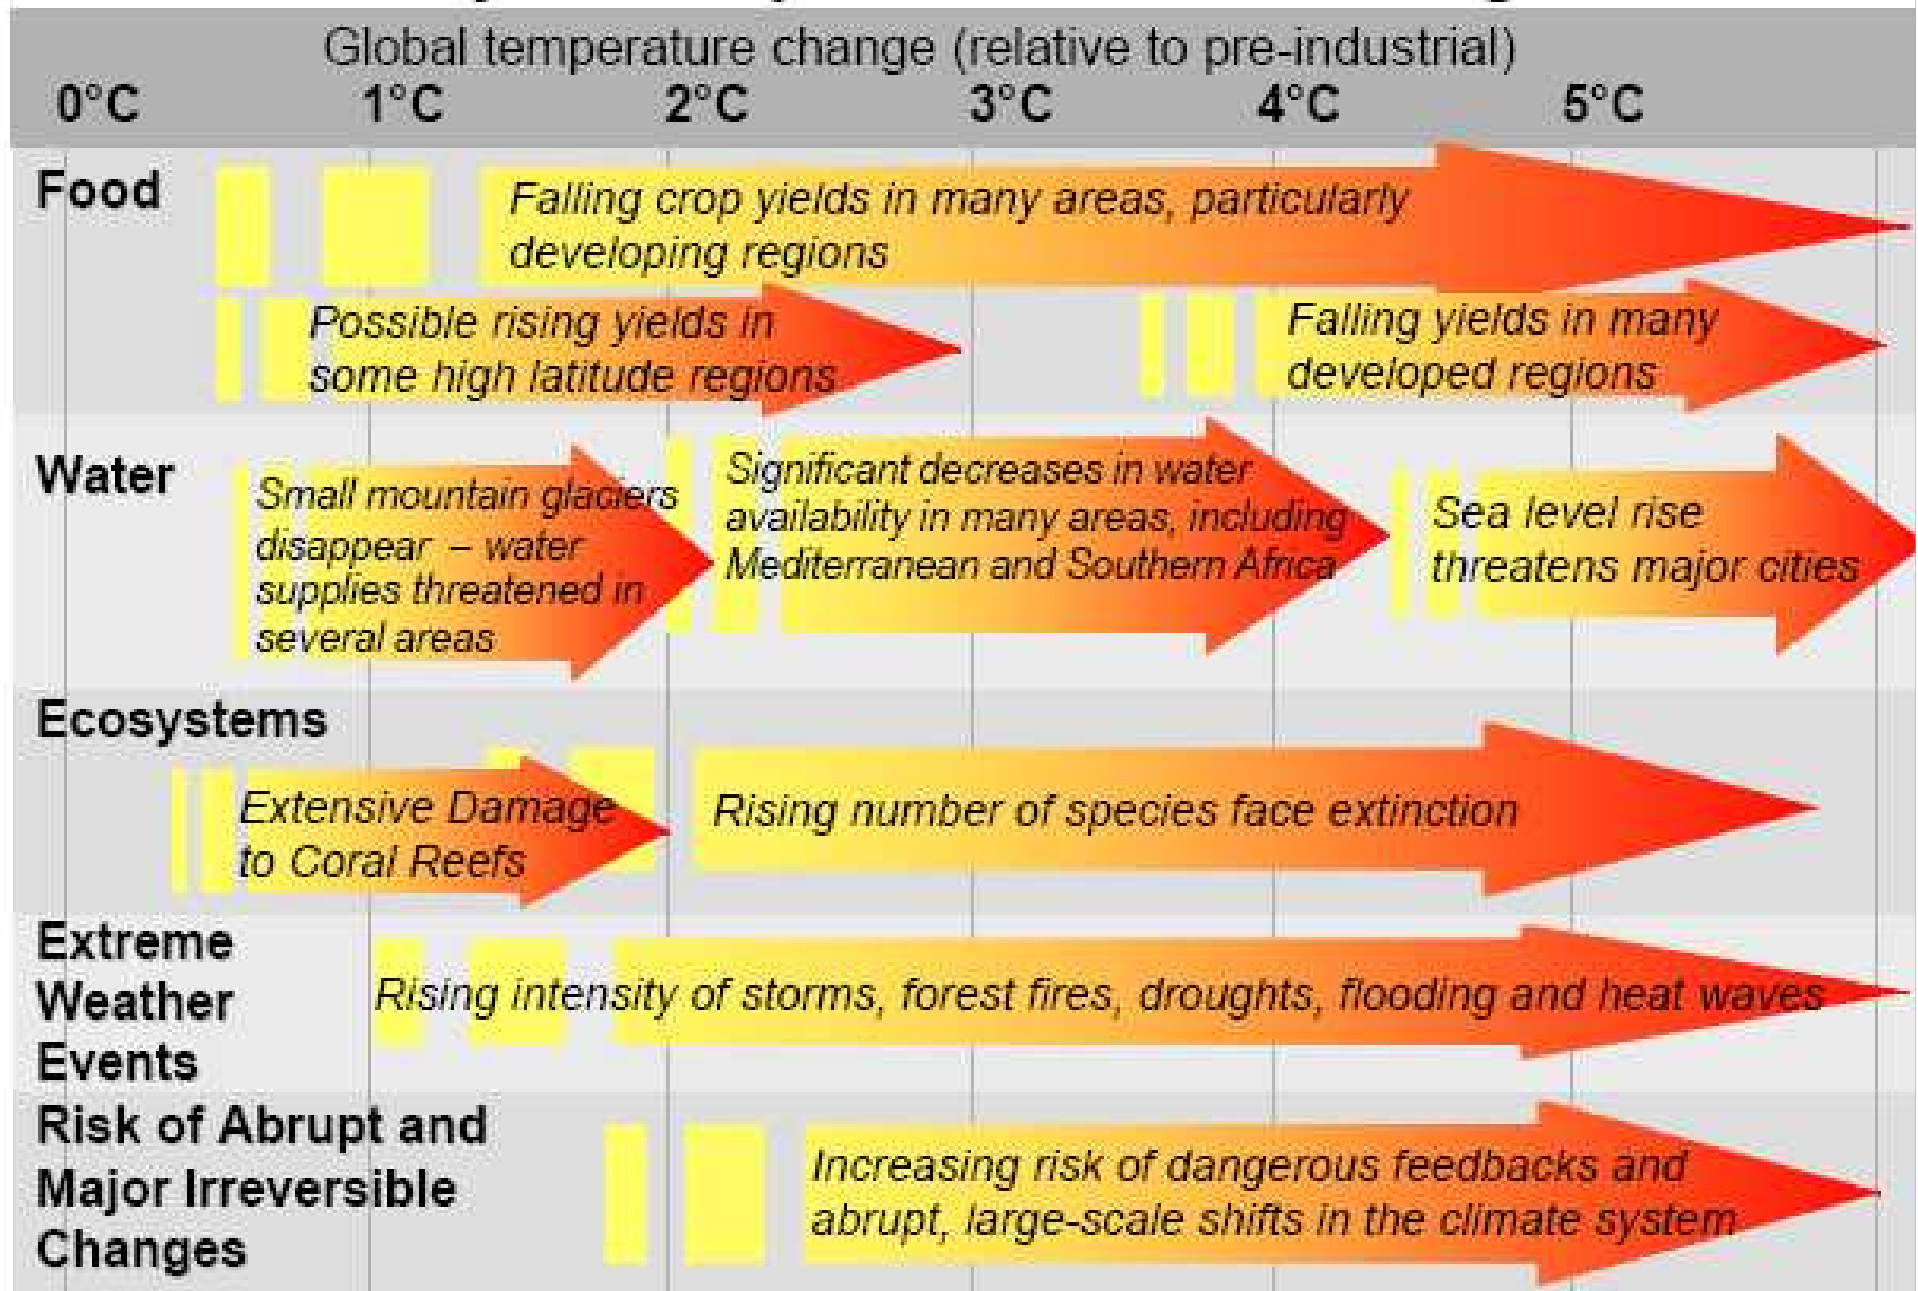 Global temperature change (relative to pre-industrial)
0°C 1°C 2°C 3°C 4°C 5°C
Food
Falling crop yields in many areas, particularly
developing regions
Possible rising yields in
some high latitude regions
Falling yields in many
developed regions
Water
Small mountain glaciers
disappear – water
supplies threatened in
several areas
Significant decreases in water
availability in many areas, including
Mediterranean and Southern Africa
Sea level rise
threatens major cities
Ecosystems
Extensive Damage
to Coral Reefs
Rising number of species face extinction
Extreme
Weather
Events
Rising intensity of storms, forest fires, droughts, flooding and heat waves
Risk of Abrupt and
Major Irreversible
Changes
Increasing risk of dangerous feedbacks and
abrupt, large-scale shifts in the climate system